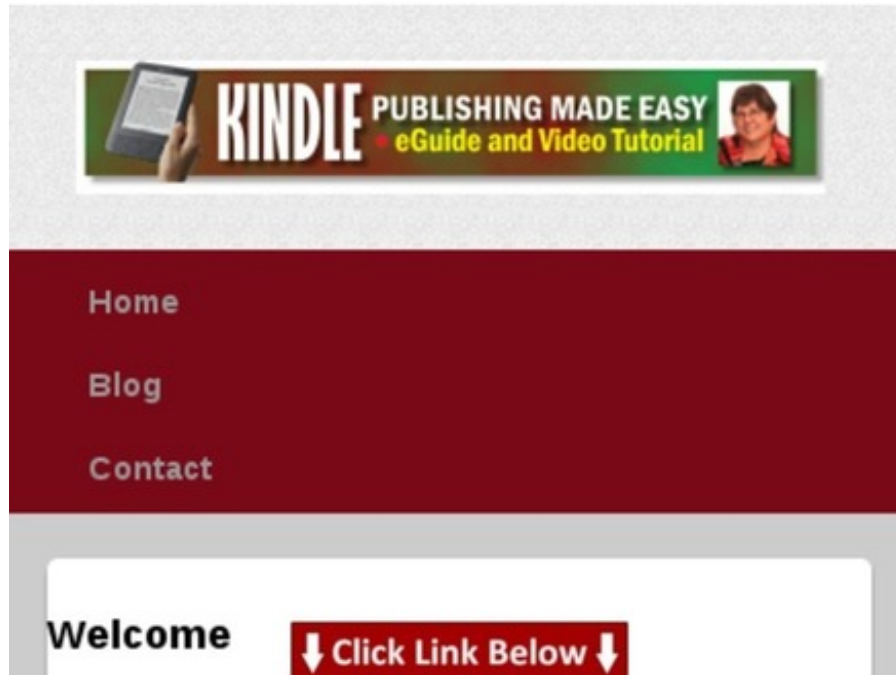 KINDLE PUBLISHING MADE EASY
• eGuide and Video Tutorial
Home
Blog
Contact
Welcome
Click Link Below